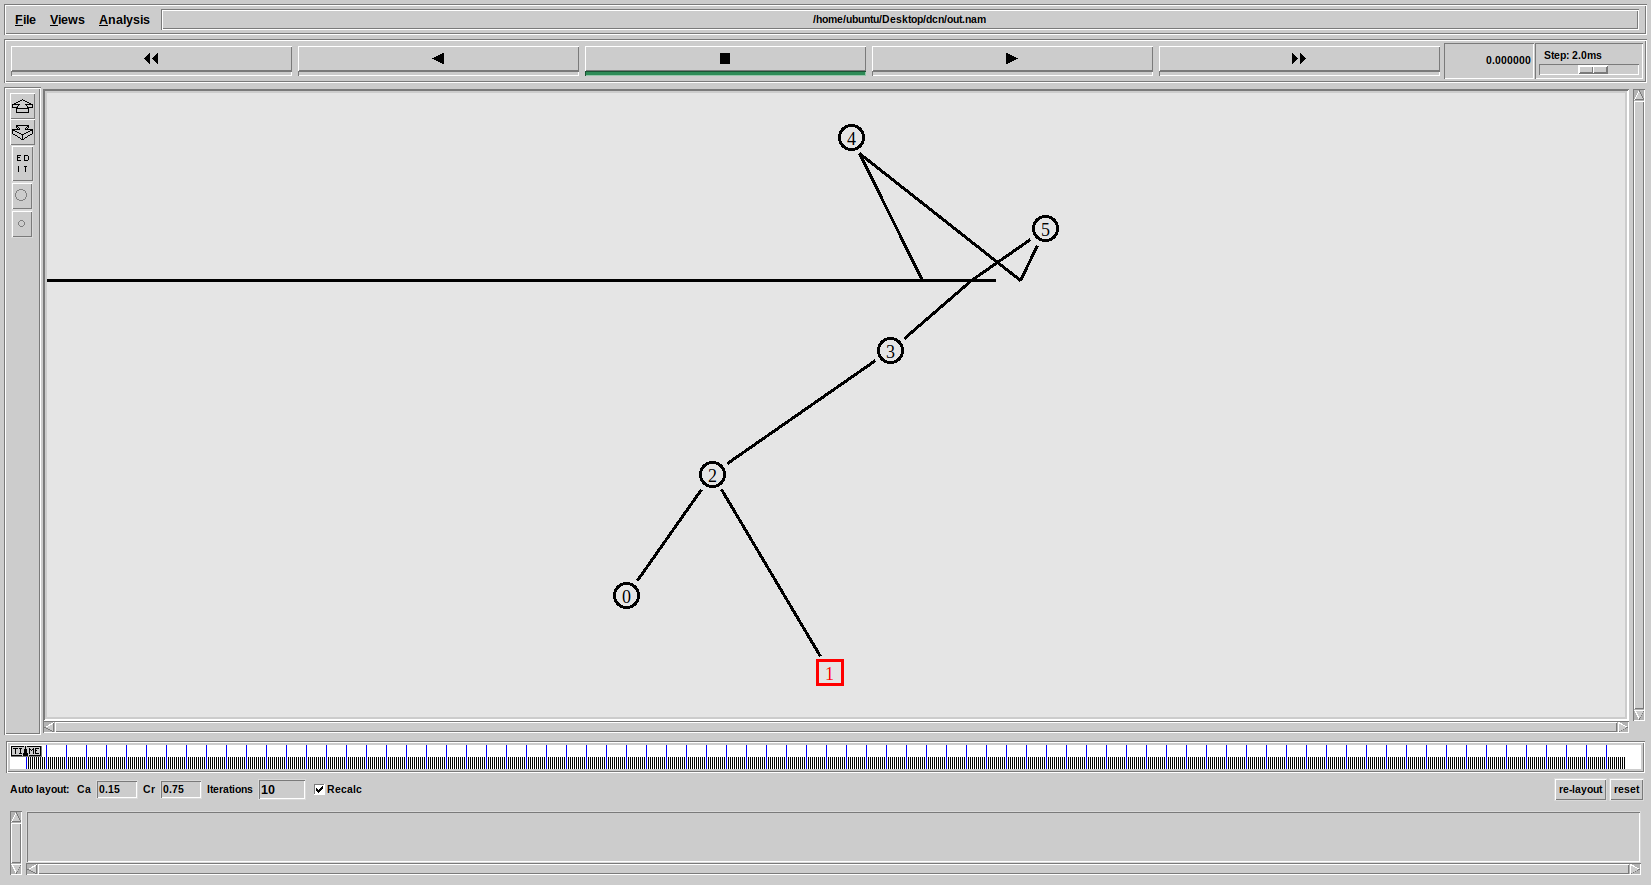 File Views Analysis /home/ubuntu/Desktop/dcn/out.nam
0.000000 Step: 2.0ms
ED
IT
4
5
3
2
0
1
TIME
Auto layout: Ca 0.15 Cr 0.75 Iterations 10 Recalc re-layout reset